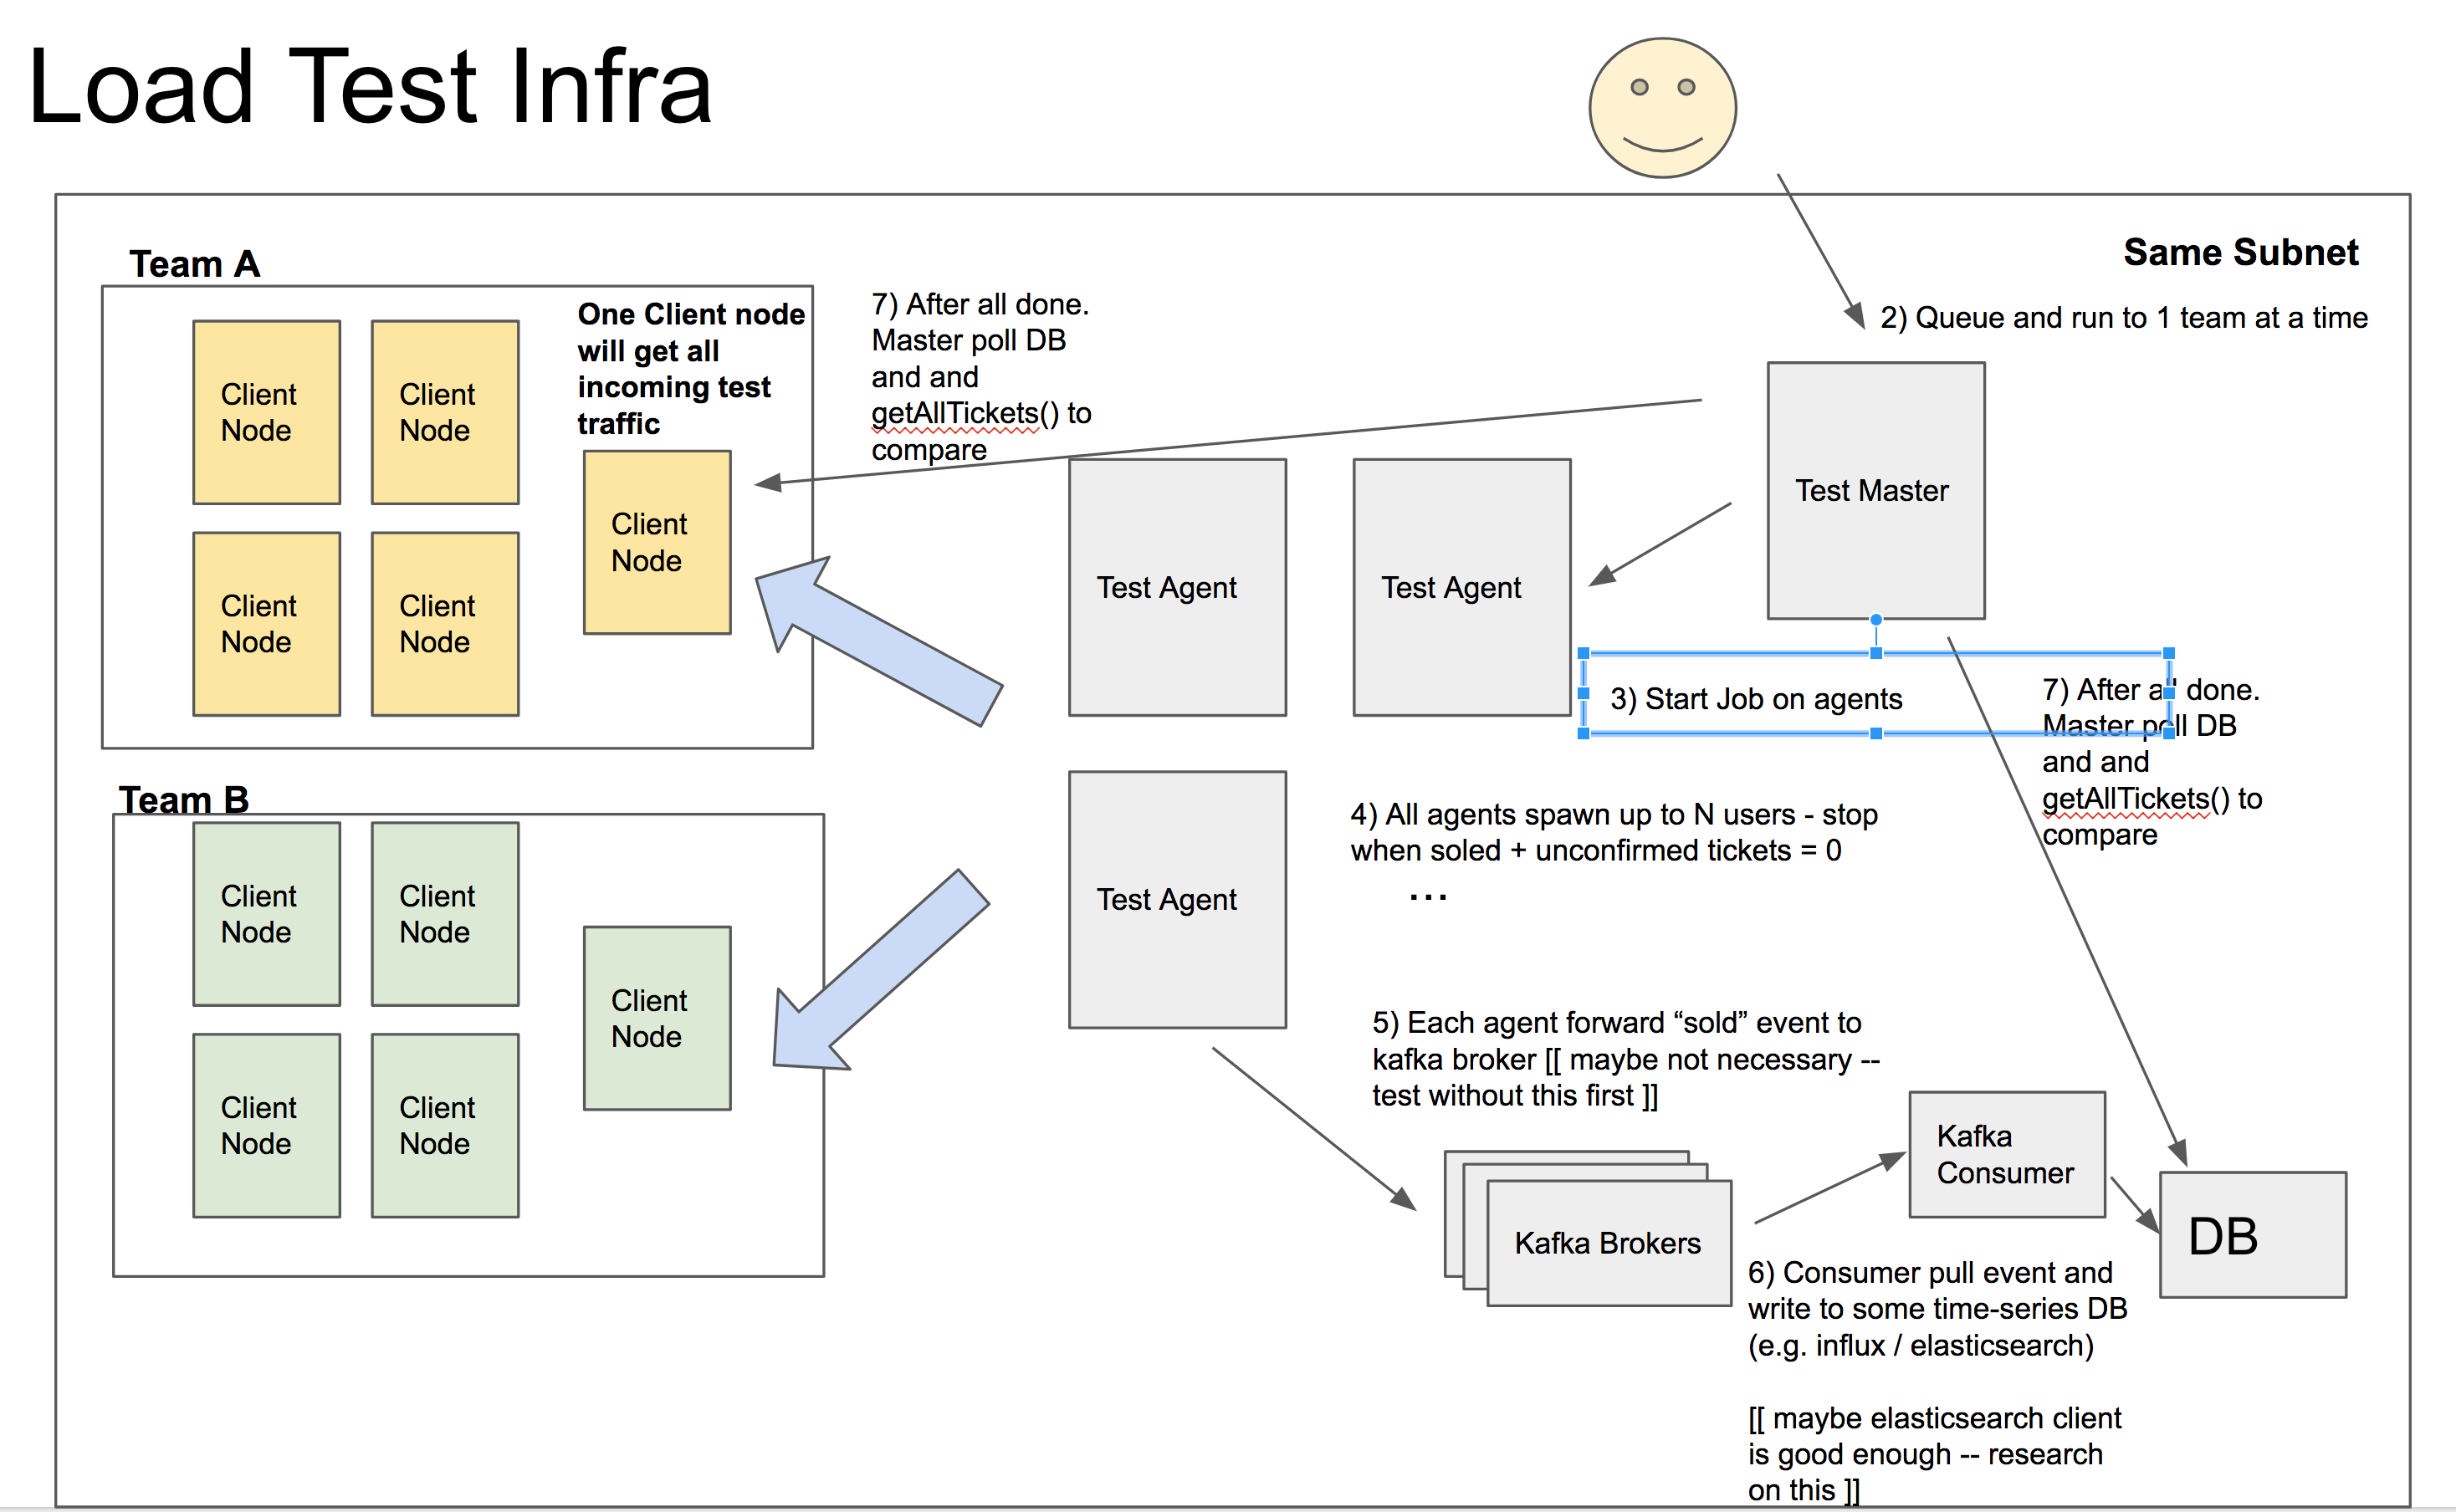 Load Test Infra
Same Subnet
Team A
One Client node
will get all
incoming test
traffic
Client
Node
Client
Node
Client
Node
Client
Node
Client
Node
7) After all done.
Master poll DB
and and
getAllTickets() to
compare
2) Queue and run to 1 team at a time
Test Master
Test Agent
Test Agent
3) Start Job on agents
7) After all done.
Master poll DB
and and
getAllTickets() to
compare
Team B
Client
Node
Client
Node
Client
Node
Client
Node
Client
Node
Test Agent
4) All agents spawn up to N users - stop
when soled + unconfirmed tickets = 0
...
5) Each agent forward “sold” event to
kafka broker [[ maybe not necessary --
test without this first ]]
Kafka Brokers
Kafka
Consumer
DB
6) Consumer pull event and
write to some time-series DB
(e.g. influx / elasticsearch)
[[ maybe elasticsearch client
is good enough -- research
on this ]]